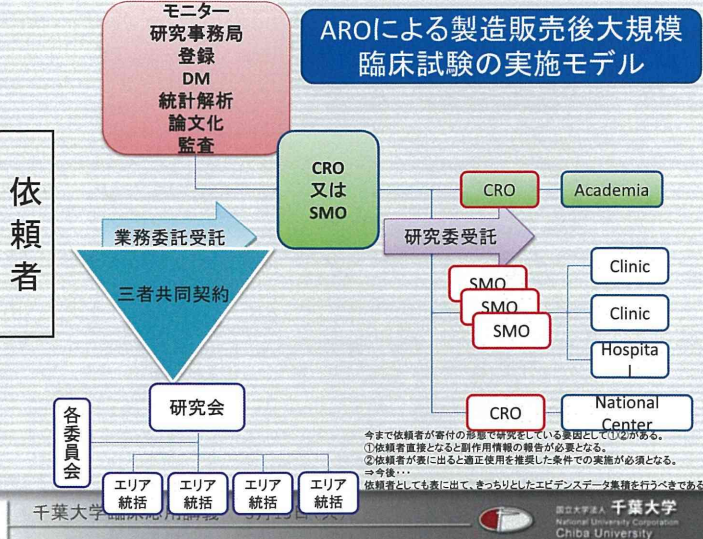 モニター
研究事務局
登録
DM
統計解析
論文化
監査
AROによる製造販売後大規模
臨床試験の実施モデル
依頼者
CRO
又は
SMO
CRO
Academia
業務委託受託
研究委受託
三者共同契約
SMO
SMO
SMO
Clinic
Clinic
Hospita
l
研究会
各委員会
CRO
National
Center
エリア
統括
エリア
統括
エリア
統括
エリア
統括
今まで依頼者が寄付の形態で研究をしている要因として①②がある。
①依頼者直接となると副作用情報の報告が必要となる。
②依頼者が表に出ると適正使用を推奨した条件での実施が必須となる。
⇒今後・・・
依頼者としても表に出て、きっちりとしたエビデンスデータ集積を行うべきである
千葉大学
国立大学法人 千葉大学
National University Corporation
Chiba University